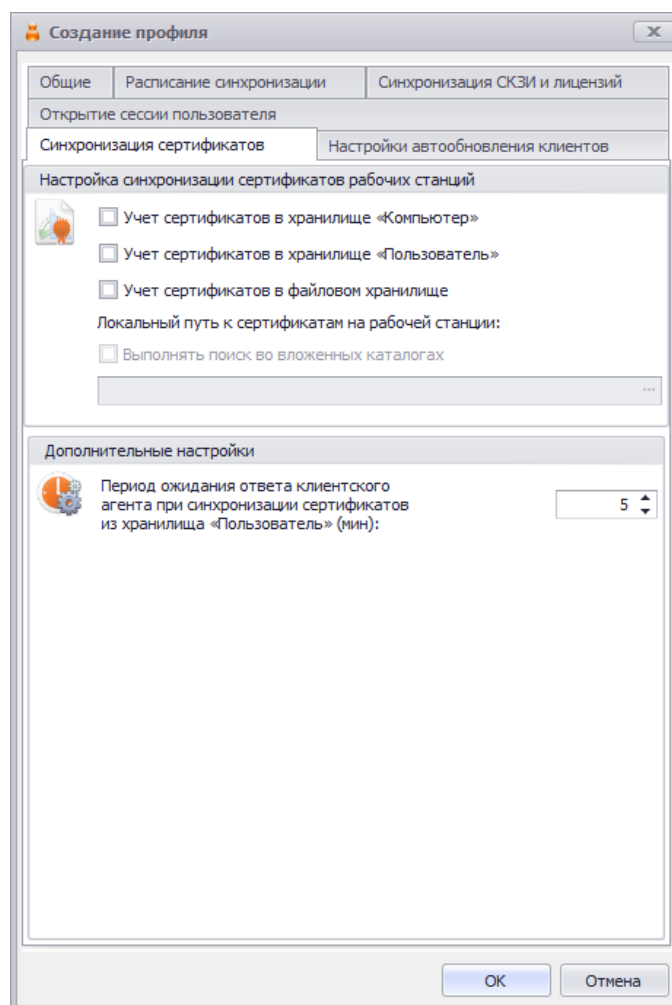 Создание профиля
Общие
Расписание синхронизации
Синхронизация СКЗИ и лицензий
Открытие сессии пользователя
Синхронизация сертификатов
Настройки автообновления клиентов
Настройка синхронизации сертификатов рабочих станций
Учет сертификатов в хранилище «Компьютер»
Учет сертификатов в хранилище «Пользователь»
Учет сертификатов в файловом хранилище
Локальный путь к сертификатам на рабочей станции:
Выполнять поиск во вложенных каталогах
...
Дополнительные настройки
Период ожидания ответа клиентского
агента при синхронизации сертификатов
из хранилища «Пользователь» (мин):
5
ОК
Отмена